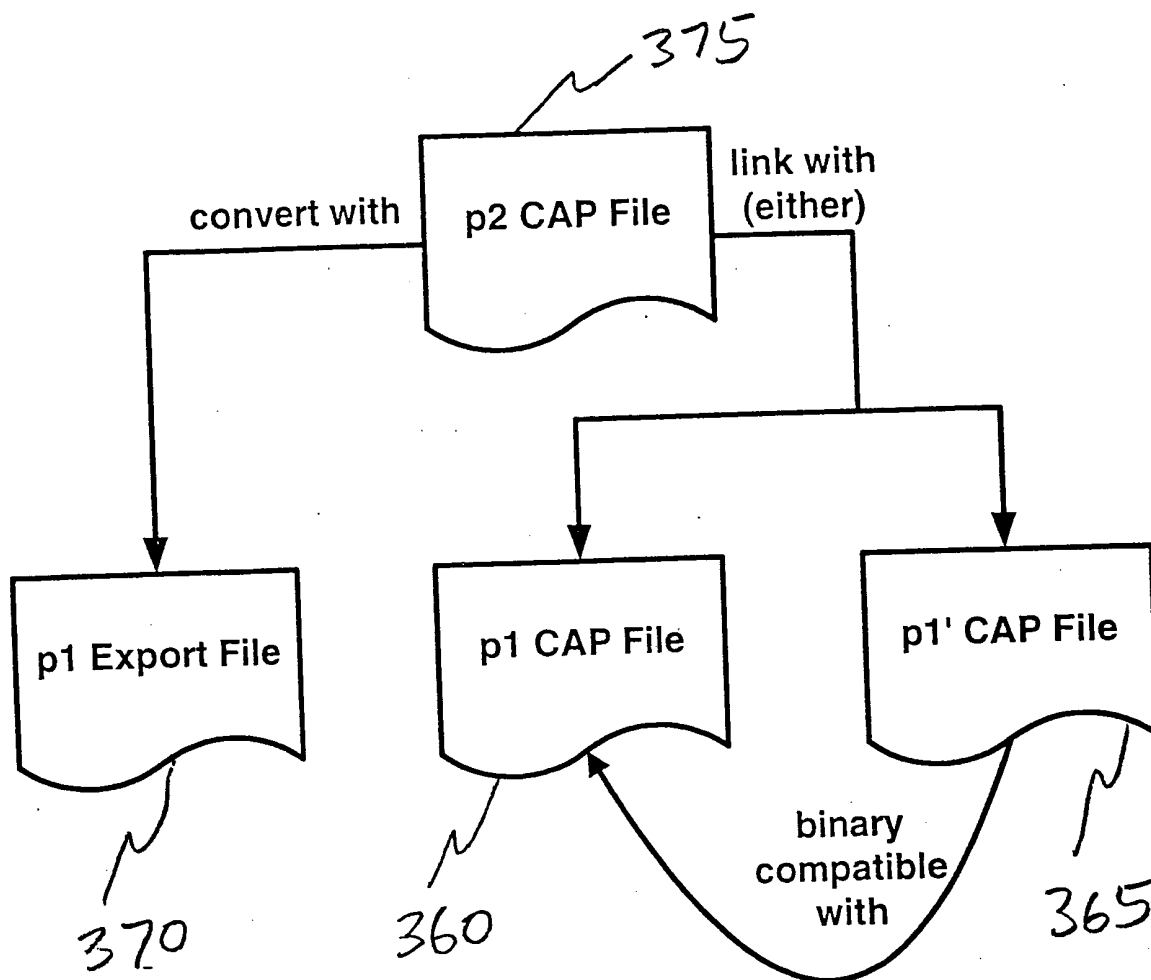 375
convert with
p2 CAP File
link with
(either)
p1 Export File
p1 CAP File
p1' CAP File
binary
compatible
with
370
360
365